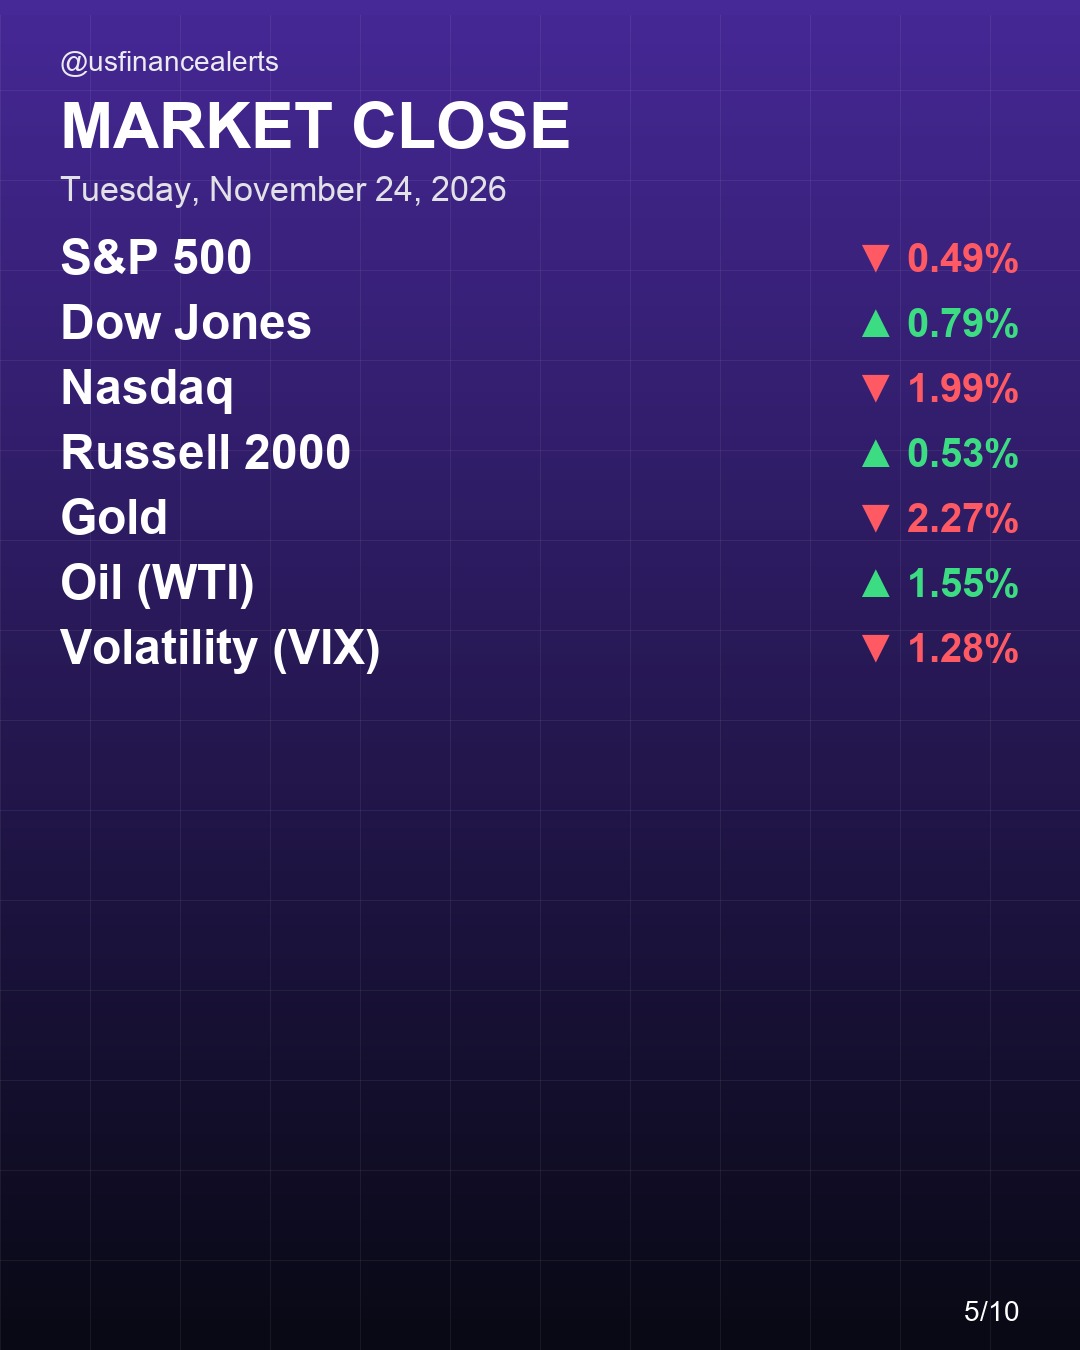 @usfinancealerts
MARKET CLOSE
Tuesday, November 24, 2026
S&P 500 ▼ 0.49%
Dow Jones ▲ 0.79%
Nasdaq ▼ 1.99%
Russell 2000 ▲ 0.53%
Gold ▼ 2.27%
Oil (WTI) ▲ 1.55%
Volatility (VIX) ▼ 1.28%
5/10